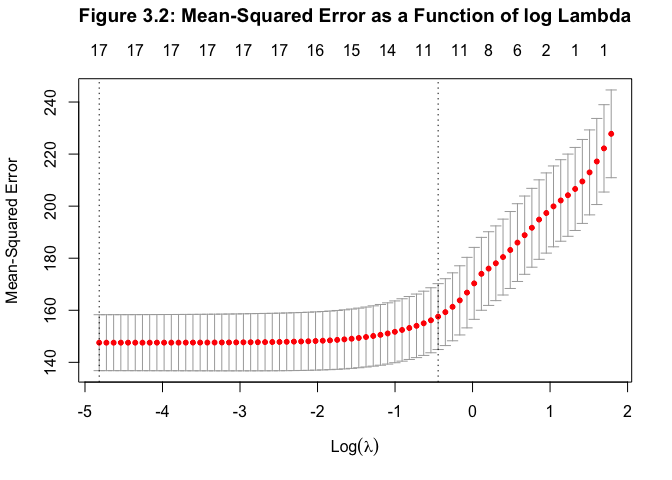 Figure 3.2: Mean-Squared Error as a Function of log Lambda
17 17 17 17 17 17 16 15 14 11 11 8 6 2 1 1
Mean-Squared Error
240
220
200
180
160
140
-5 -4 -3 -2 -1 0 1 2
Log(λ)